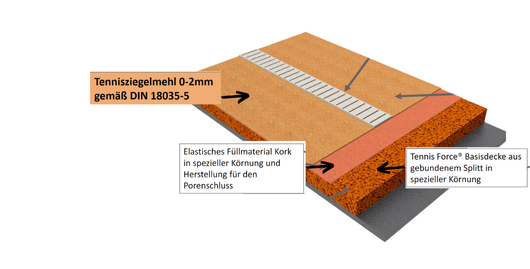 Tennisziegelmehl 0-2mm
gemäß DIN 18035-5
Elastisches Füllmaterial Kork
in spezieller Körnung und
Herstellung für den
Porenschluss
Tennis Force® Basisdecke aus
gebundenem Splitt in
spezieller Körnung